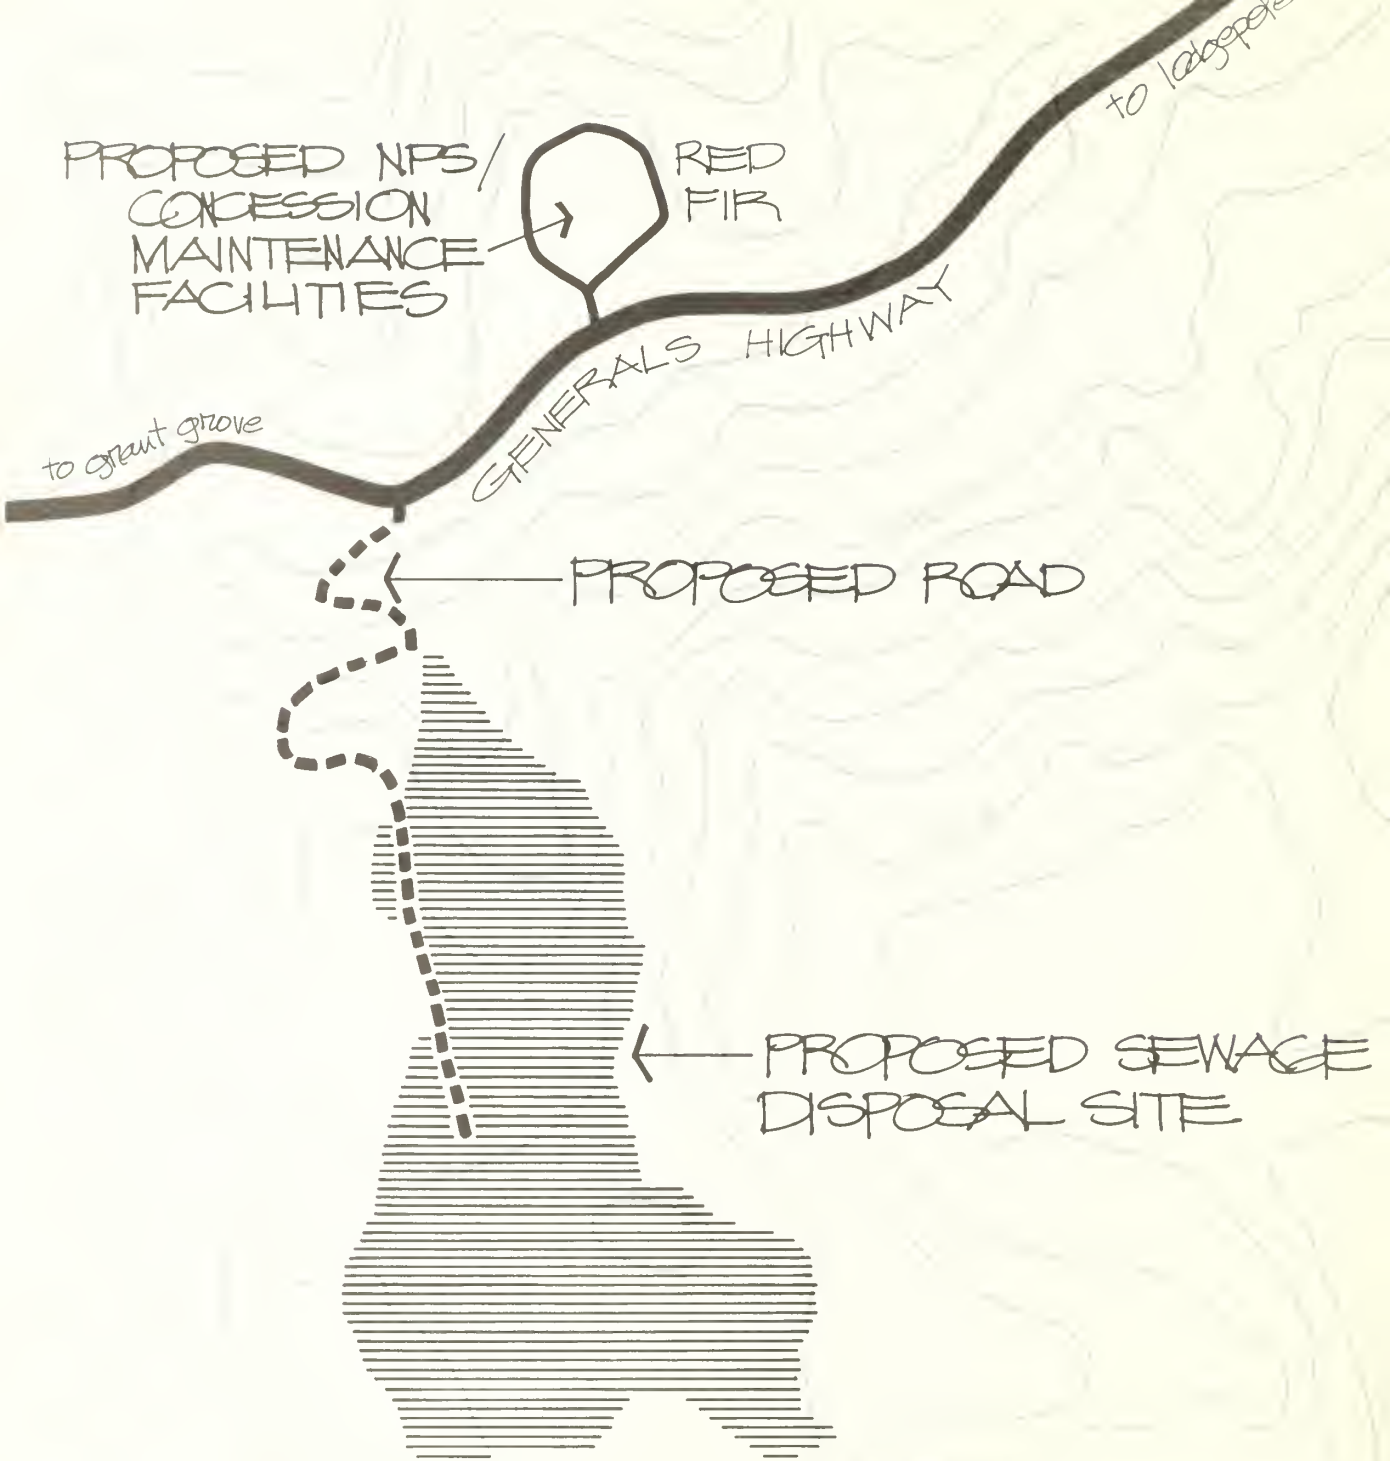 to lodgepole
PROPOSED NPS/
CONCESSION
MAINTENANCE
FACILITIES
RED
FIR
GENERALS HIGHWAY
to grant grove
PROPOSED ROAD
PROPOSED SEWAGE
DISPOSAL SITE